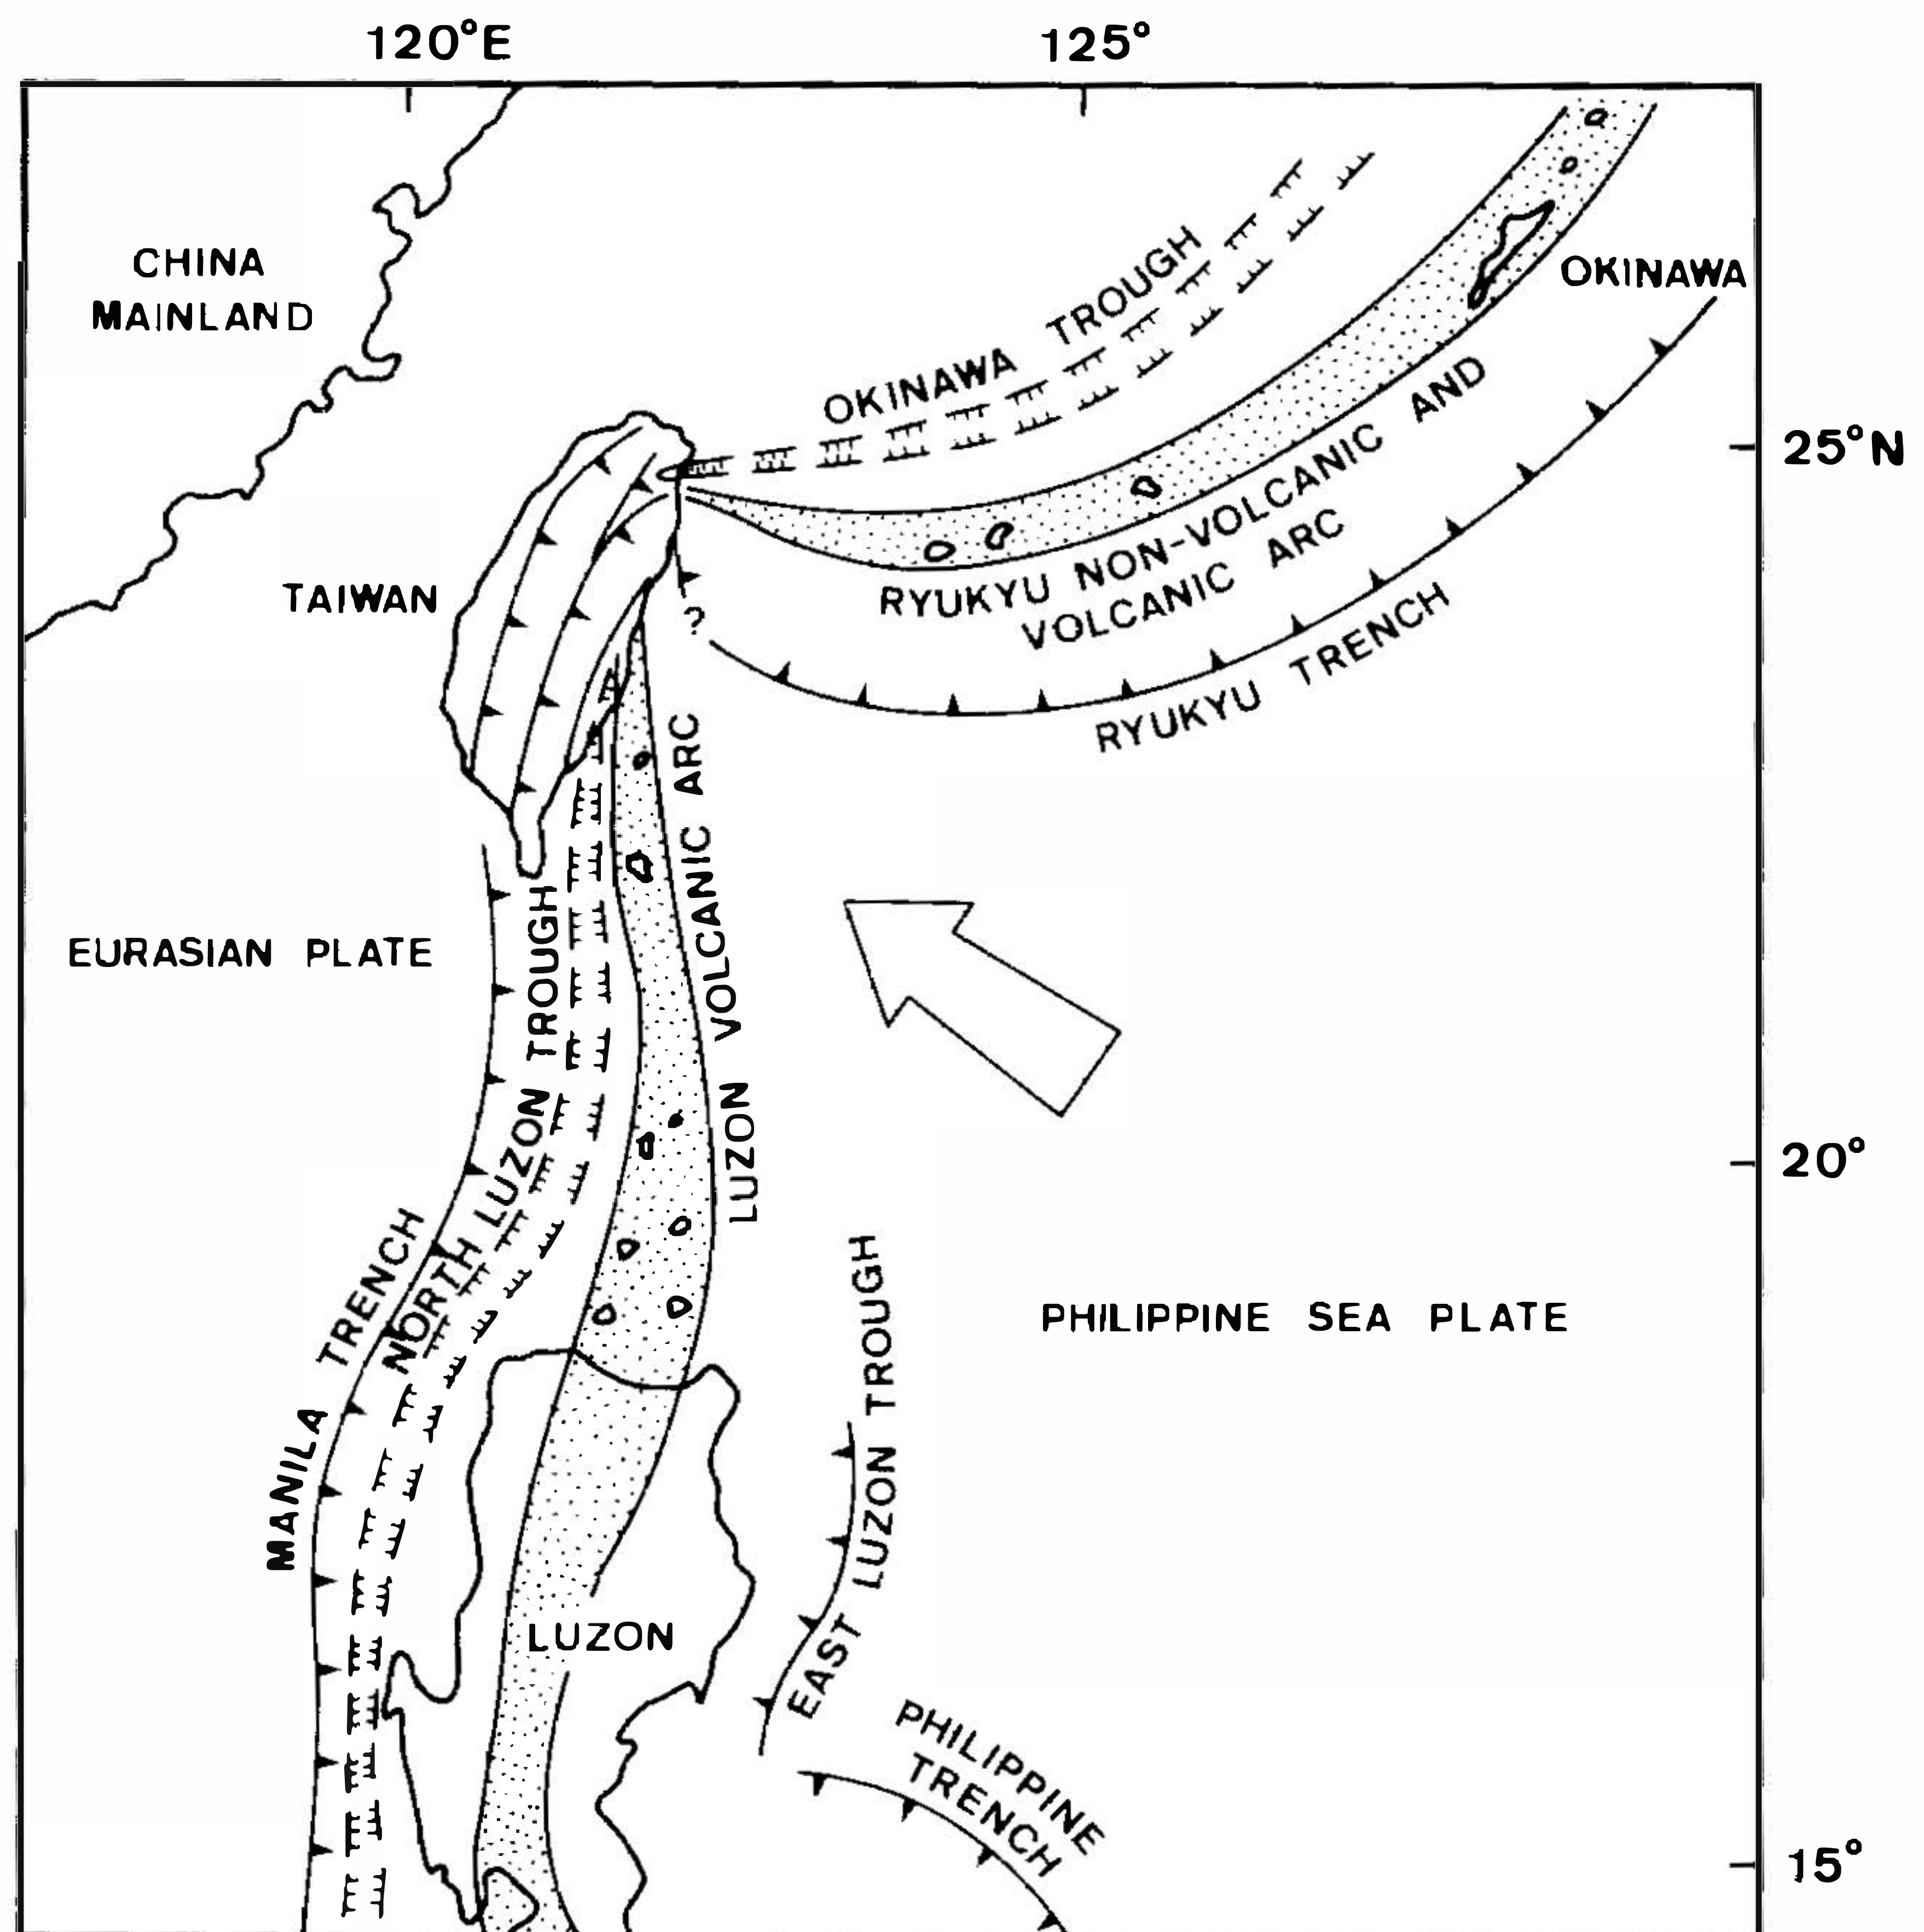 120°E
125°
CHINA
MAINLAND
OKINAWA
OKINAWA TROUGH
25°N
RYUKYU NON-VOLCANIC AND
VOLCANIC ARC
TAIWAN
?
RYUKYU TRENCH
LUZON VOLCANIC ARC
EURASIAN PLATE
NORTH LUZON TROUGH
20°
MANILA TRENCH
PHILIPPINE SEA PLATE
EAST LUZON TROUGH
LUZON
PHILIPPINE
TRENCH
15°